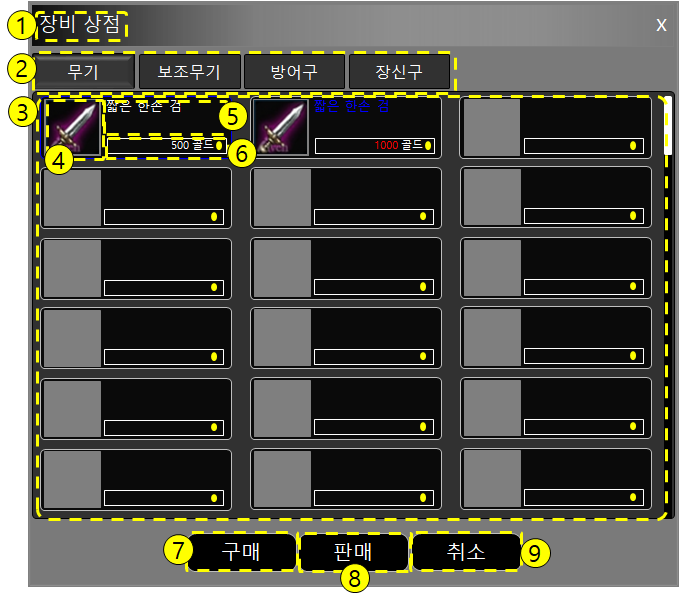 1 장비 상점 X
2 무기 보조무기 방어구 장신구
3 짧은 한손 검 5 짧은 한손 검
4 500 골드 6 1000 골드
7 구매 판매 취소 9
8